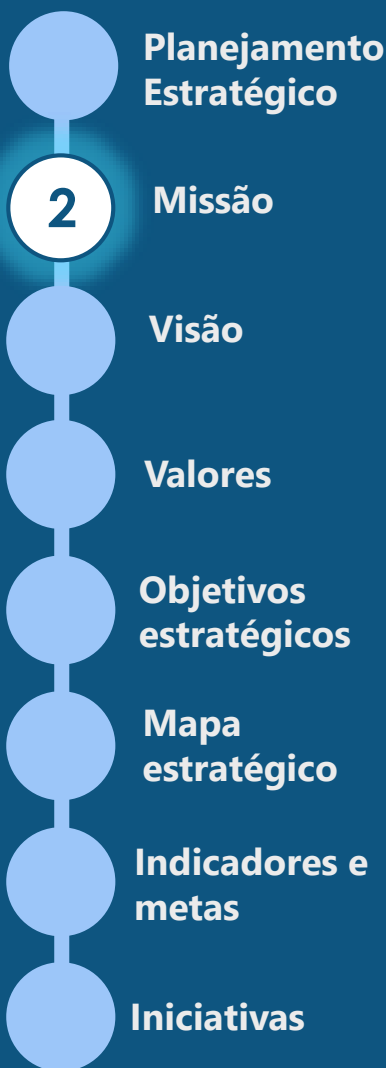 Planejamento
Estratégico
2
Missão
Visão
Valores
Objetivos
estratégicos
Mapa
estratégico
Indicadores e
metas
Iniciativas